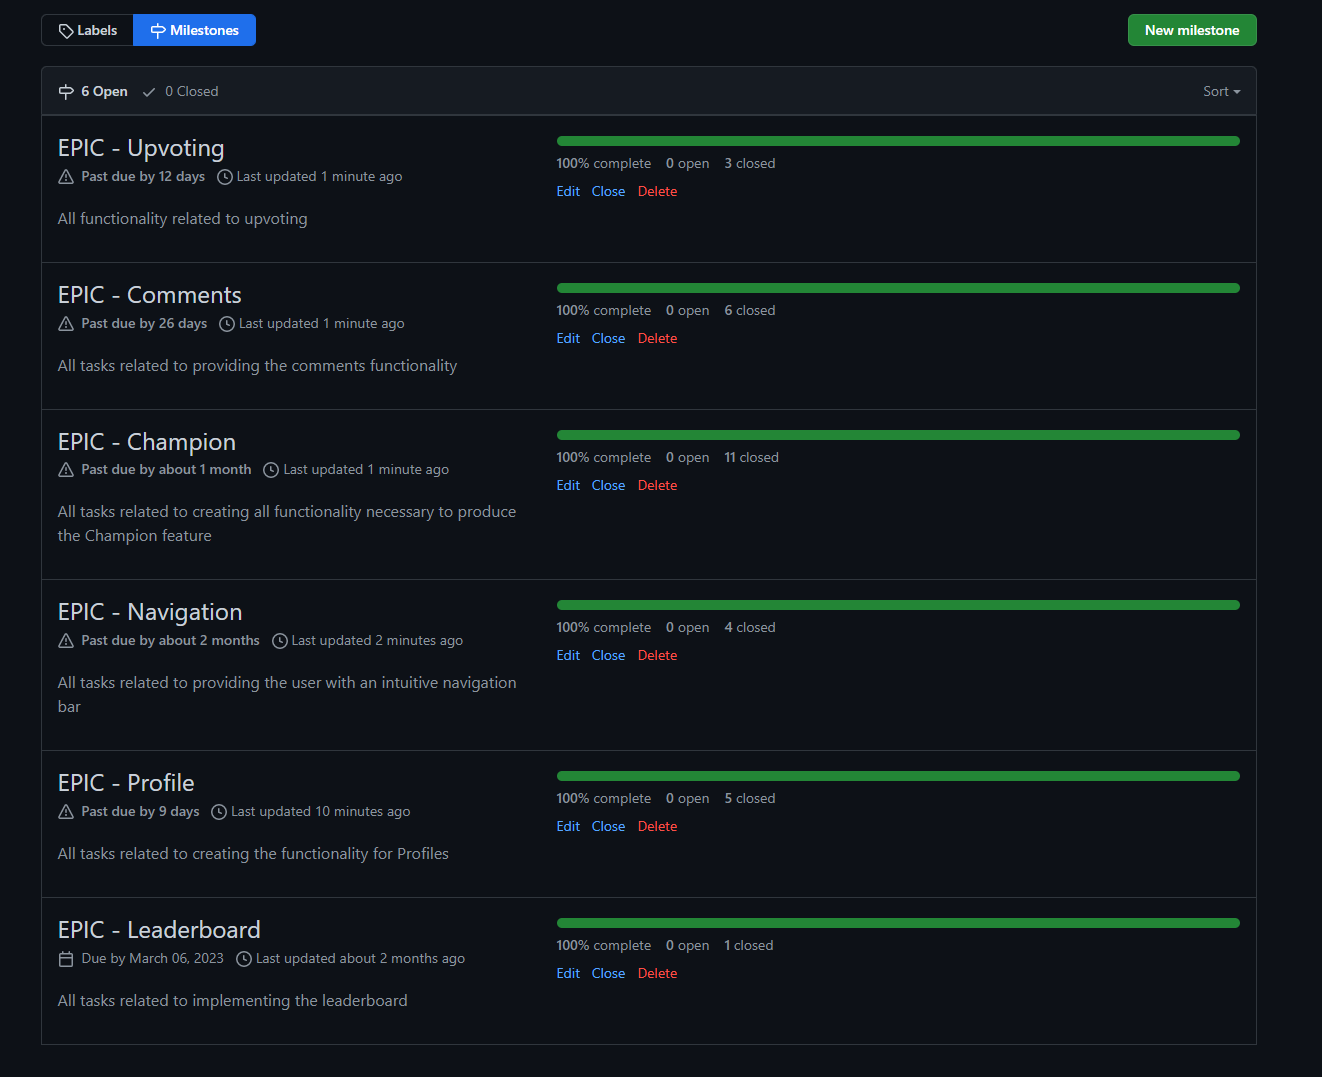 Labels Milestones New milestone
6 Open 0 Closed Sort
EPIC - Upvoting
Past due by 12 days Last updated 1 minute ago
All functionality related to upvoting
100% complete 0 open 3 closed
Edit Close Delete
EPIC - Comments
Past due by 26 days Last updated 1 minute ago
All tasks related to providing the comments functionality
100% complete 0 open 6 closed
Edit Close Delete
EPIC - Champion
Past due by about 1 month Last updated 1 minute ago
All tasks related to creating all functionality necessary to produce
the Champion feature
100% complete 0 open 11 closed
Edit Close Delete
EPIC - Navigation
Past due by about 2 months Last updated 2 minutes ago
All tasks related to providing the user with an intuitive navigation
bar
100% complete 0 open 4 closed
Edit Close Delete
EPIC - Profile
Past due by 9 days Last updated 10 minutes ago
All tasks related to creating the functionality for Profiles
100% complete 0 open 5 closed
Edit Close Delete
EPIC - Leaderboard
Due by March 06, 2023 Last updated about 2 months ago
All tasks related to implementing the leaderboard
100% complete 0 open 1 closed
Edit Close Delete